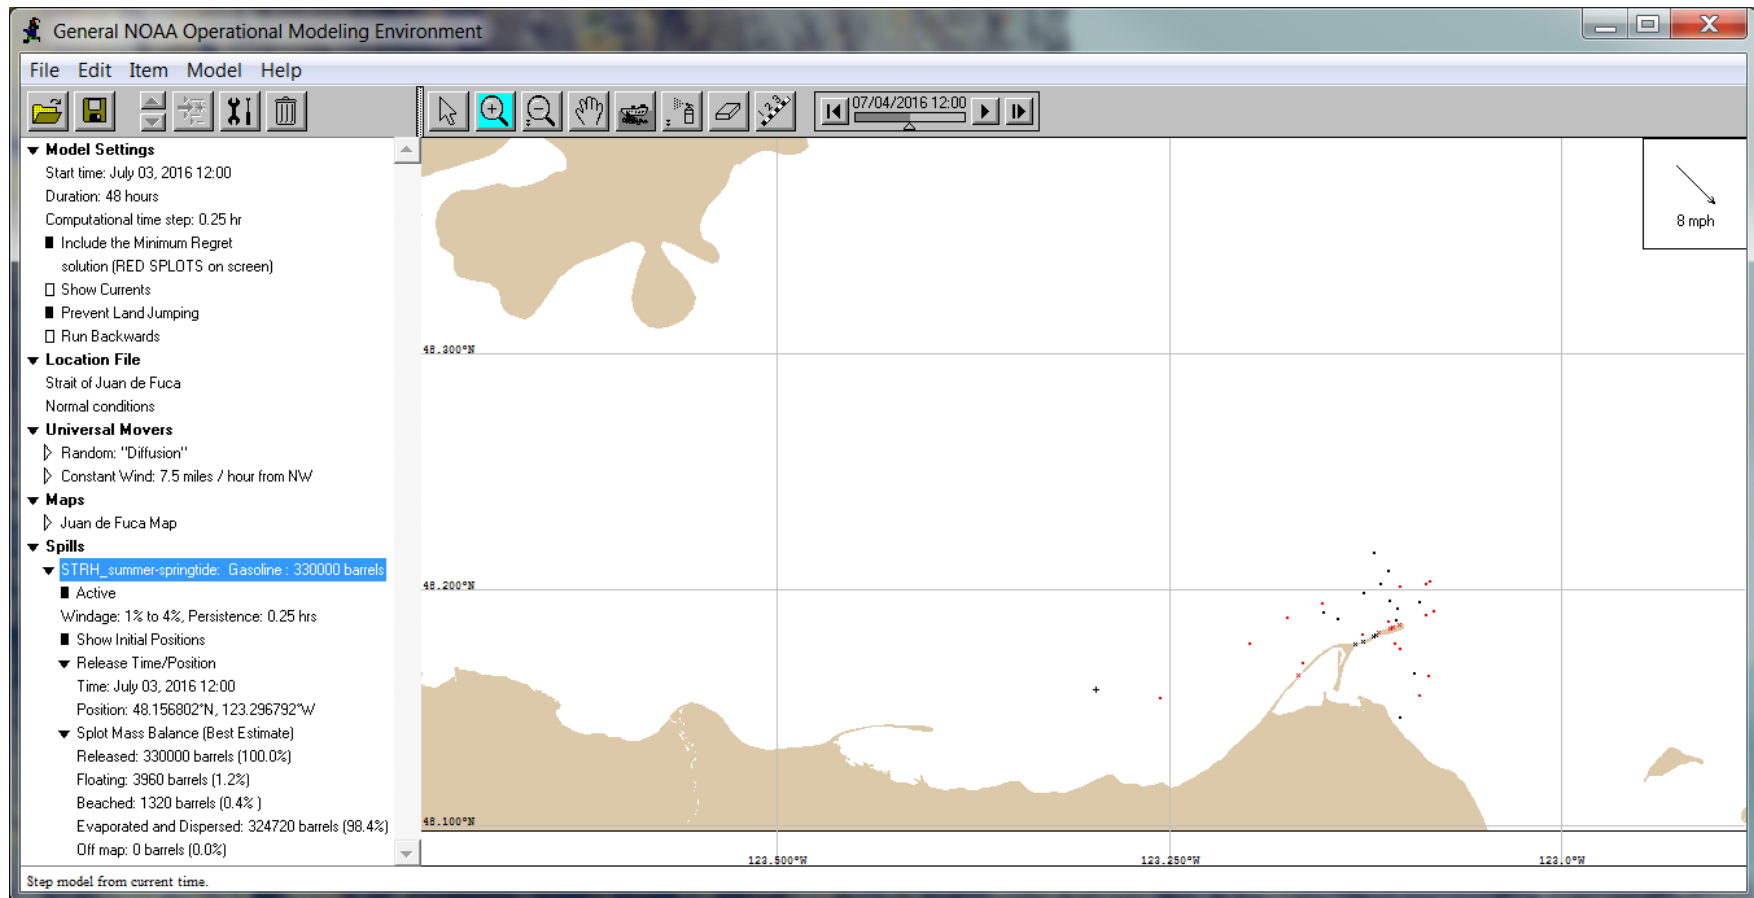 General NOAA Operational Modeling Environment
File Edit Item Model Help
07/04/2016 12:00
Model Settings
Start time: July 03, 2016 12:00
Duration: 48 hours
Computational time step: 0.25 hr
Include the Minimum Regret
solution (RED SPLOTS on screen)
Show Currents
Prevent Land Jumping
Run Backwards
Location File
Strait of Juan de Fuca
Normal conditions
Universal Movers
Random: "Diffusion"
Constant Wind: 7.5 miles / hour from NW
Maps
Juan de Fuca Map
Spills
STRH_summer-springtide: Gasoline : 330000 barrels
Active
Windage: 1% to 4%, Persistence: 0.25 hrs
Show Initial Positions
Release Time/Position
Time: July 03, 2016 12:00
Position: 48.156802°N, 123.296792°W
Splot Mass Balance (Best Estimate)
Released: 330000 barrels (100.0%)
Floating: 3960 barrels (1.2%)
Beached: 1320 barrels (0.4% )
Evaporated and Dispersed: 324720 barrels (98.4%)
Off map: 0 barrels (0.0%)
8 mph
48.300°N
48.200°N
48.100°N
123.500°W 123.250°W 123.0°W
Step model from current time.